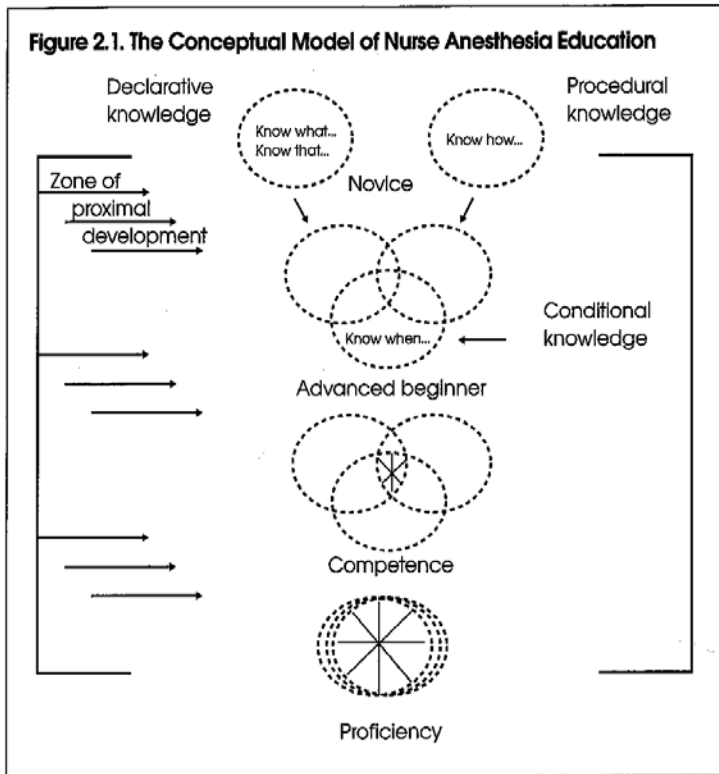 Figure 2.1. The Conceptual Model of Nurse Anesthesia Education
Declarative
knowledge
Procedural
knowledge
Know what...
Know that...
Know how...
Novice
Zone of
proximal
development
Know when...
Conditional
knowledge
Advanced beginner
Competence
Proficiency